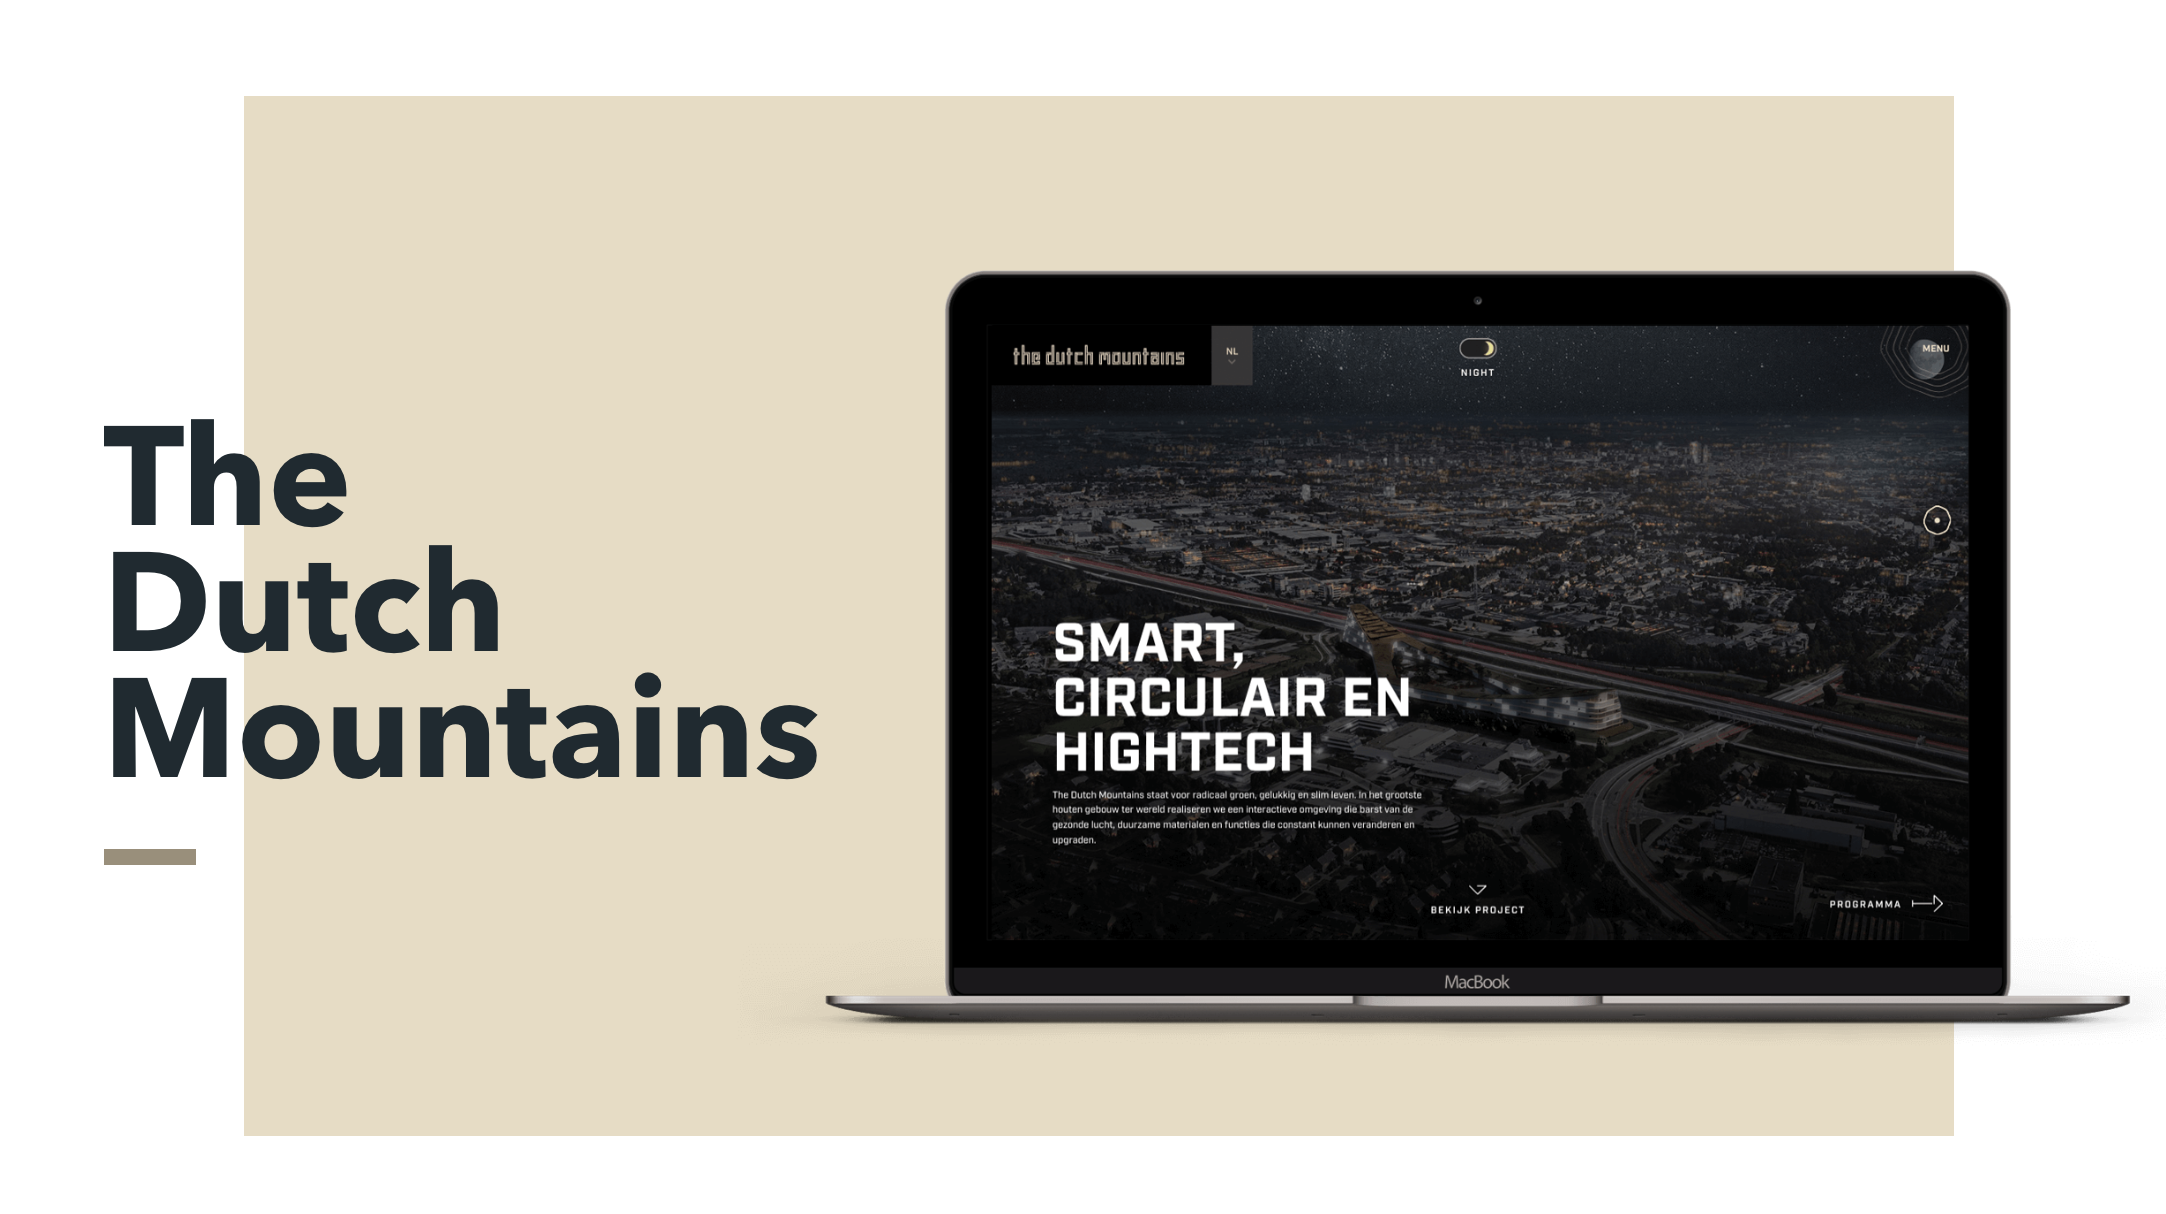 The
Dutch
Mountains
the dutch mountains
NL
NIGHT
MENU
SMART,
CIRCULAIR EN
HIGHTECH
The Dutch Mountains staat voor radicaal groen, gelukkig en slim leven. In het grootste
houten gebouw ter wereld realiseren we een interactieve omgeving die barst van de
gezonde lucht, duurzame materialen en functies die constant kunnen veranderen en
upgraden.
BEKIJK PROJECT
PROGRAMMA
MacBook